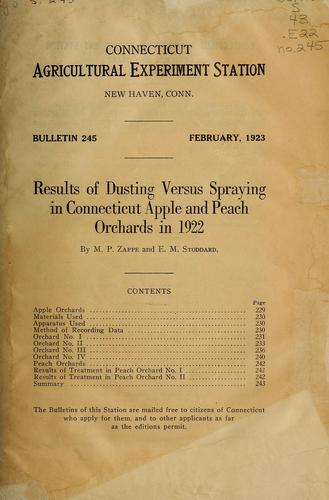 S
43
.E22
no.245
CONNECTICUT
AGRICULTURAL EXPERIMENT STATION
NEW HAVEN, CONN.
BULLETIN 245 FEBRUARY, 1923
Results of Dusting Versus Spraying
in Connecticut Apple and Peach
Orchards in 1922
By M. P. ZAPPE and E. M. STODDARD.
CONTENTS
Page
Apple Orchards 229
Materials Used 230
Apparatus Used 230
Method of Recording Data 230
Orchard No. I 231
Orchard No. II 233
Orchard No. III 236
Orchard No. IV 240
Peach Orchards 242
Results of Treatment in Peach Orchard No. I 242
Results of Treatment in Peach Orchard No. II 242
Summary 243
The Bulletins of this Station are mailed free to citizens of Connecticut
who apply for them, and to other applicants as far
as the editions permit.